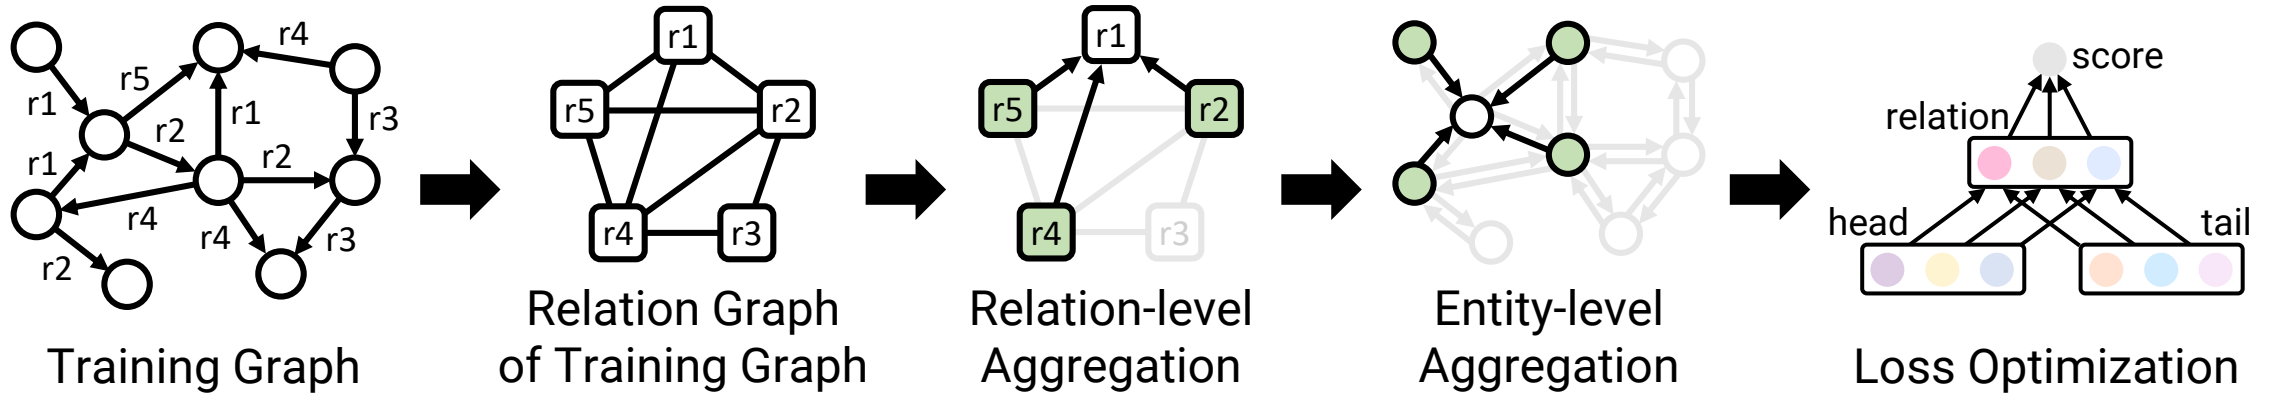 r1
r5
r4
r1
r2
r1
r3
r2
r4
r4
r3
r2
Training Graph
r1
r5
r2
r4
r3
Relation Graph
of Training Graph
r1
r5
r2
r4
r3
Relation-level
Aggregation
Entity-level
Aggregation
score
relation
head
tail
Loss Optimization